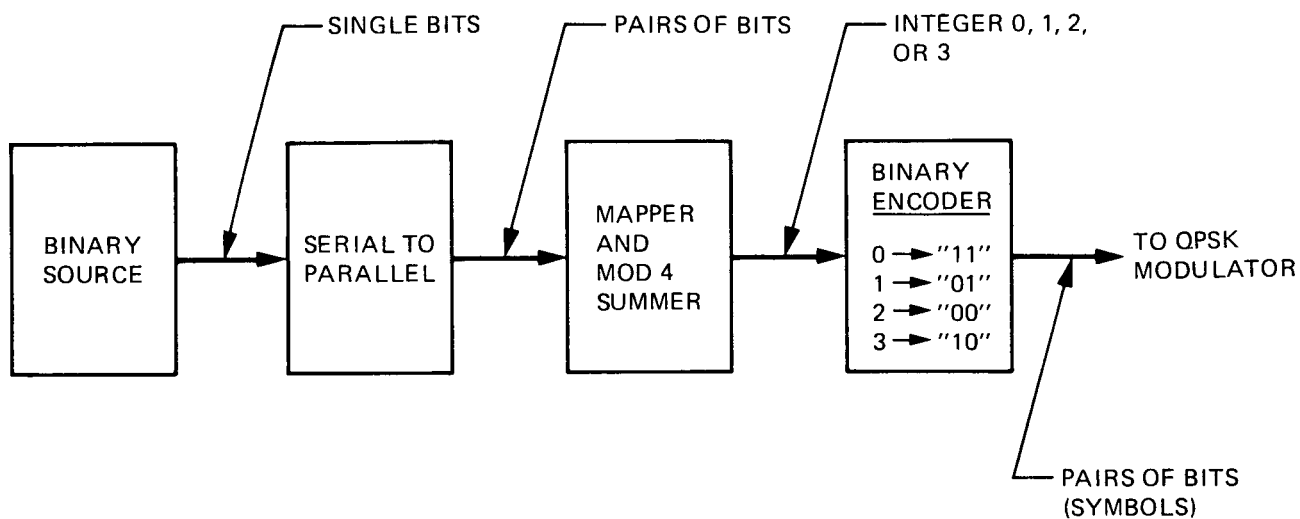 SINGLE BITS
PAIRS OF BITS
INTEGER 0, 1, 2,
OR 3
BINARY
SOURCE
SERIAL TO
PARALLEL
MAPPER
AND
MOD 4
SUMMER
BINARY
ENCODER
0 → "11"
1 → "01"
2 → "00"
3 → "10"
TO QPSK
MODULATOR
PAIRS OF BITS
(SYMBOLS)